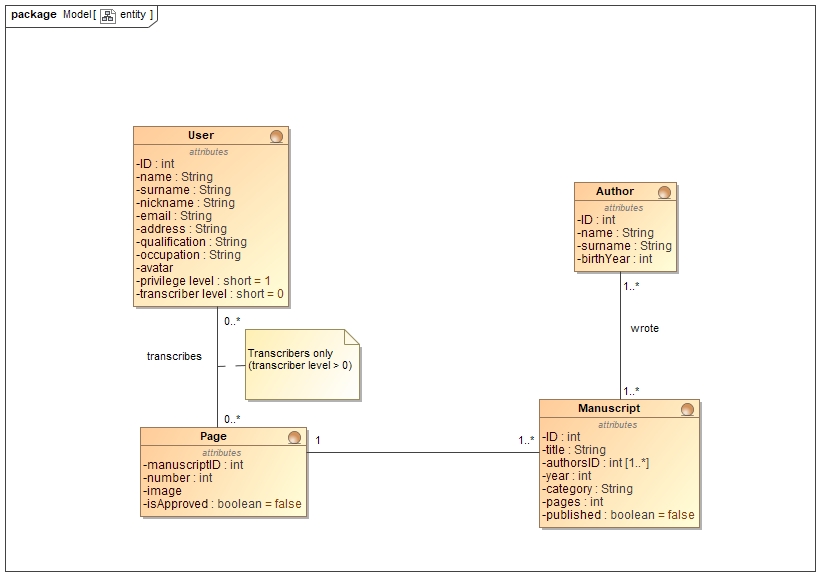 package Model[ entity ]
User
attributes
-ID : int
-name : String
-surname : String
-nickname : String
-email : String
-address : String
-qualification : String
-occupation : String
-avatar
-privilege level : short = 1
-transcriber level : short = 0
Author
attributes
-ID : int
-name : String
-surname : String
-birthYear : int
0..*
transcribes
Transcribers only
(transcriber level > 0)
0..*
1..*
wrote
1..*
Page
attributes
-manuscriptID : int
-number : int
-image
-isApproved : boolean = false
1
1..*
Manuscript
attributes
-ID : int
-title : String
-authorsID : int [1..*]
-year : int
-category : String
-pages : int
-published : boolean = false